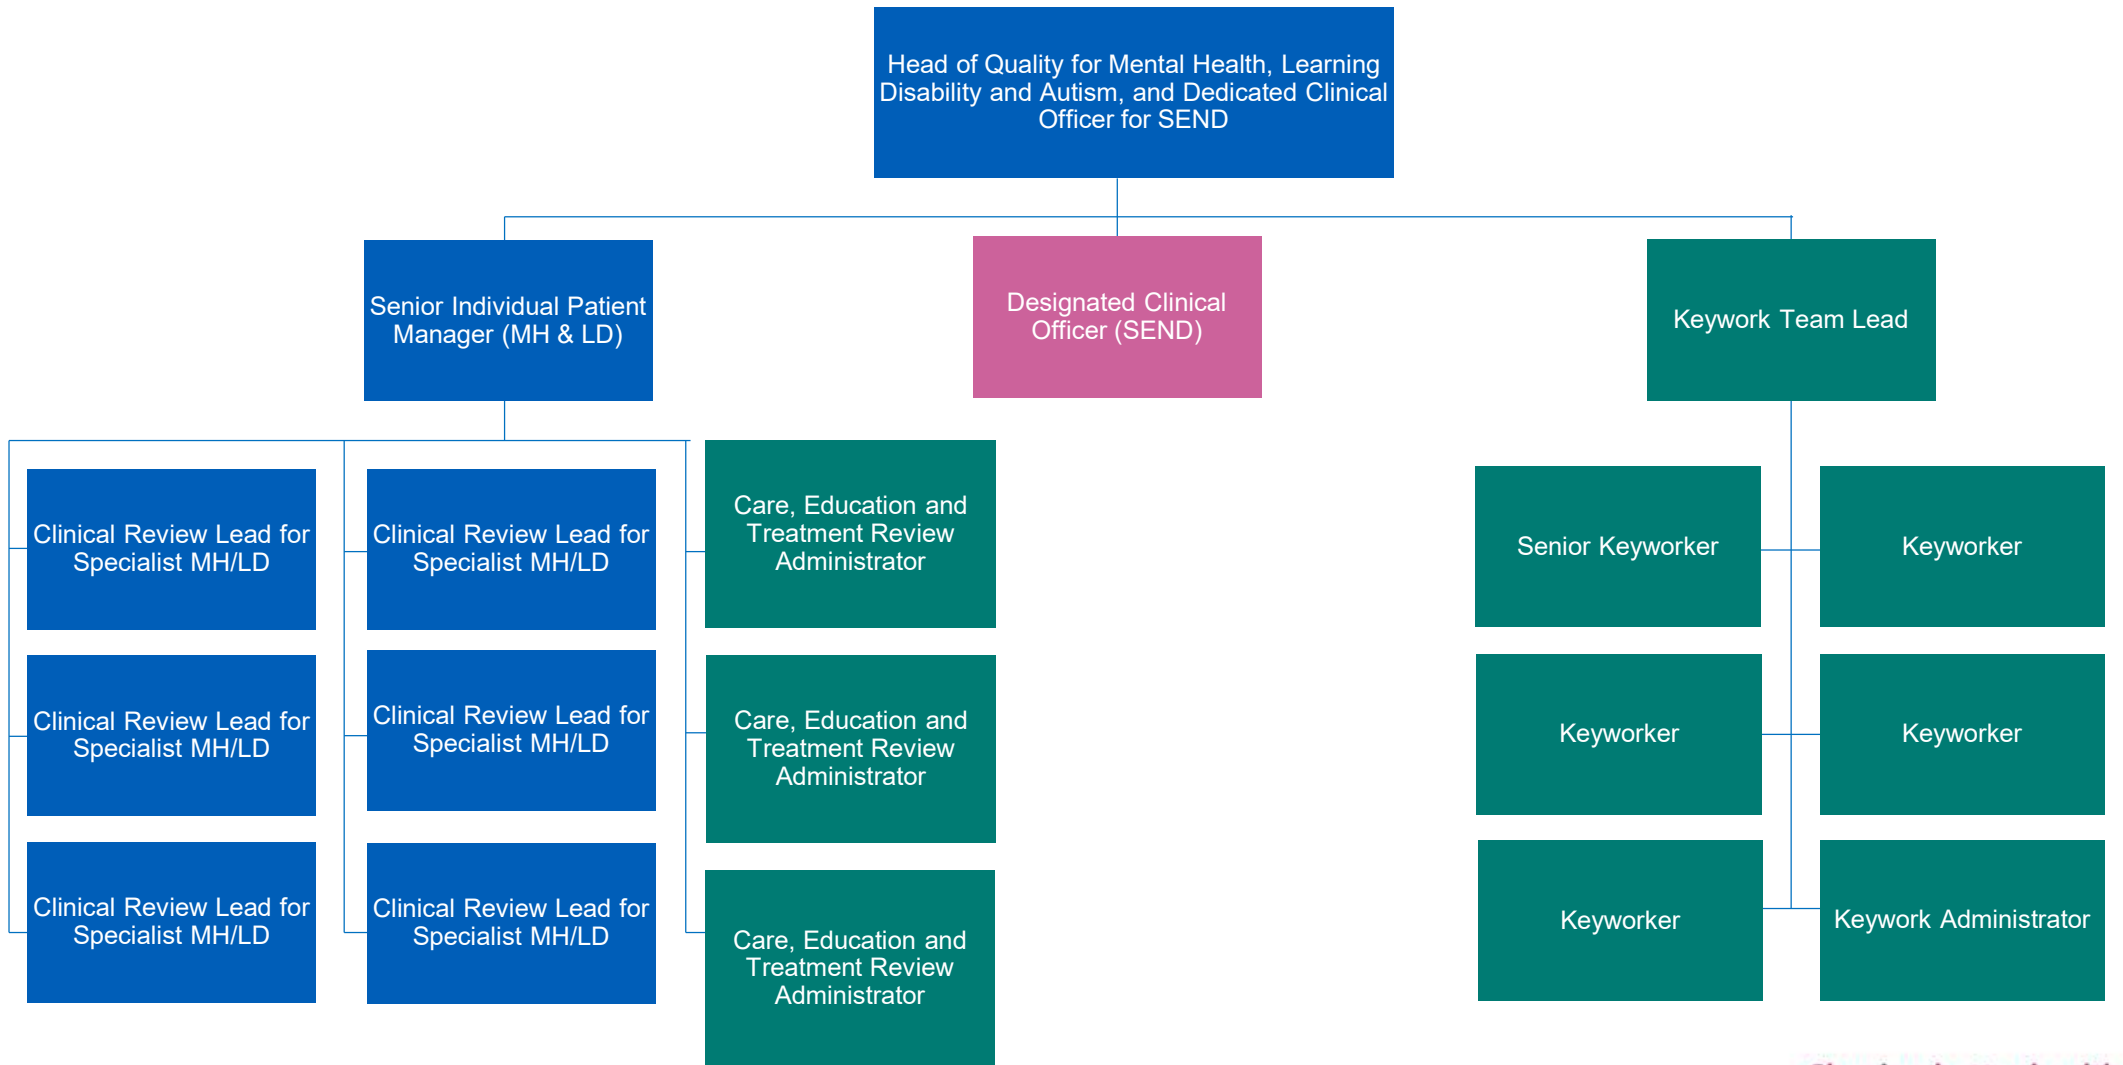 Head of Quality for Mental Health, Learning
Disability and Autism, and Dedicated Clinical
Officer for SEND
Senior Individual Patient
Manager (MH & LD)
Designated Clinical
Officer (SEND)
Keywork Team Lead
Clinical Review Lead for
Specialist MH/LD
Clinical Review Lead for
Specialist MH/LD
Care, Education and
Treatment Review
Administrator
Senior Keyworker
Keyworker
Clinical Review Lead for
Specialist MH/LD
Clinical Review Lead for
Specialist MH/LD
Care, Education and
Treatment Review
Administrator
Keyworker
Keyworker
Clinical Review Lead for
Specialist MH/LD
Clinical Review Lead for
Specialist MH/LD
Care, Education and
Treatment Review
Administrator
Keyworker
Keywork Administrator